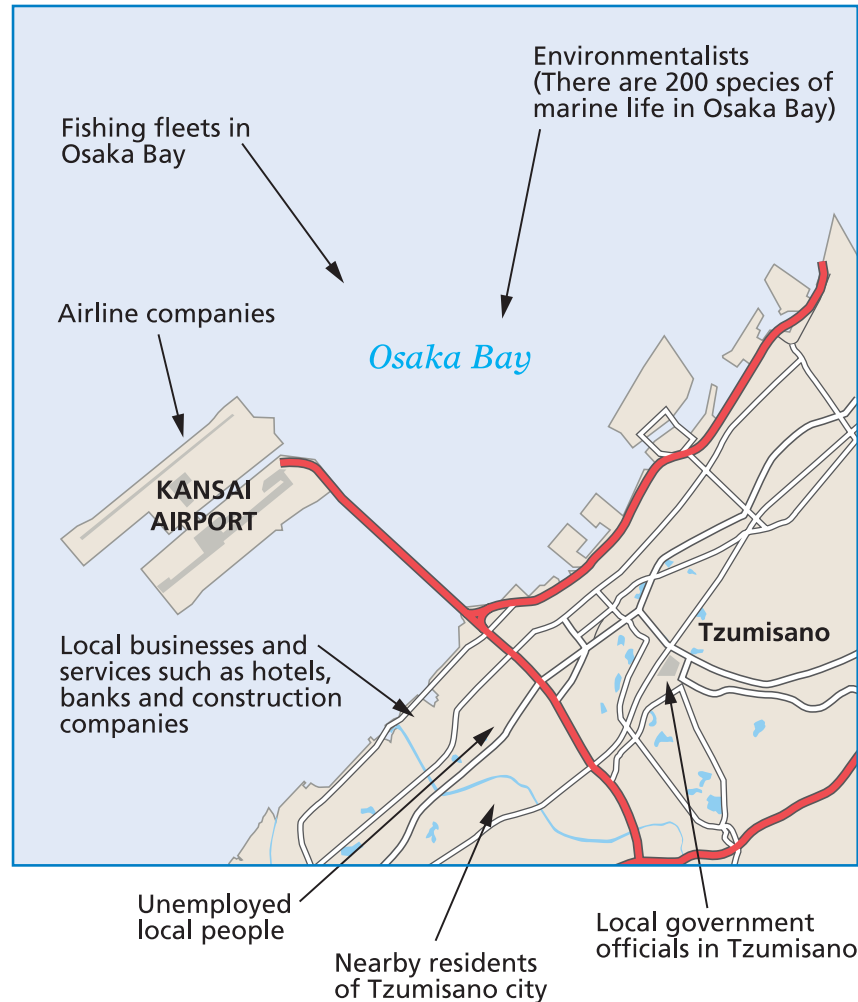 Environmentalists
(There are 200 species of
marine life in Osaka Bay)
Fishing fleets in
Osaka Bay
Airline companies
Osaka Bay
KANSAI
AIRPORT
Local businesses and
services such as hotels,
banks and construction
companies
Tzumisano
Unemployed
local people
Nearby residents
of Tzumisano city
Local government
officials in Tzumisano